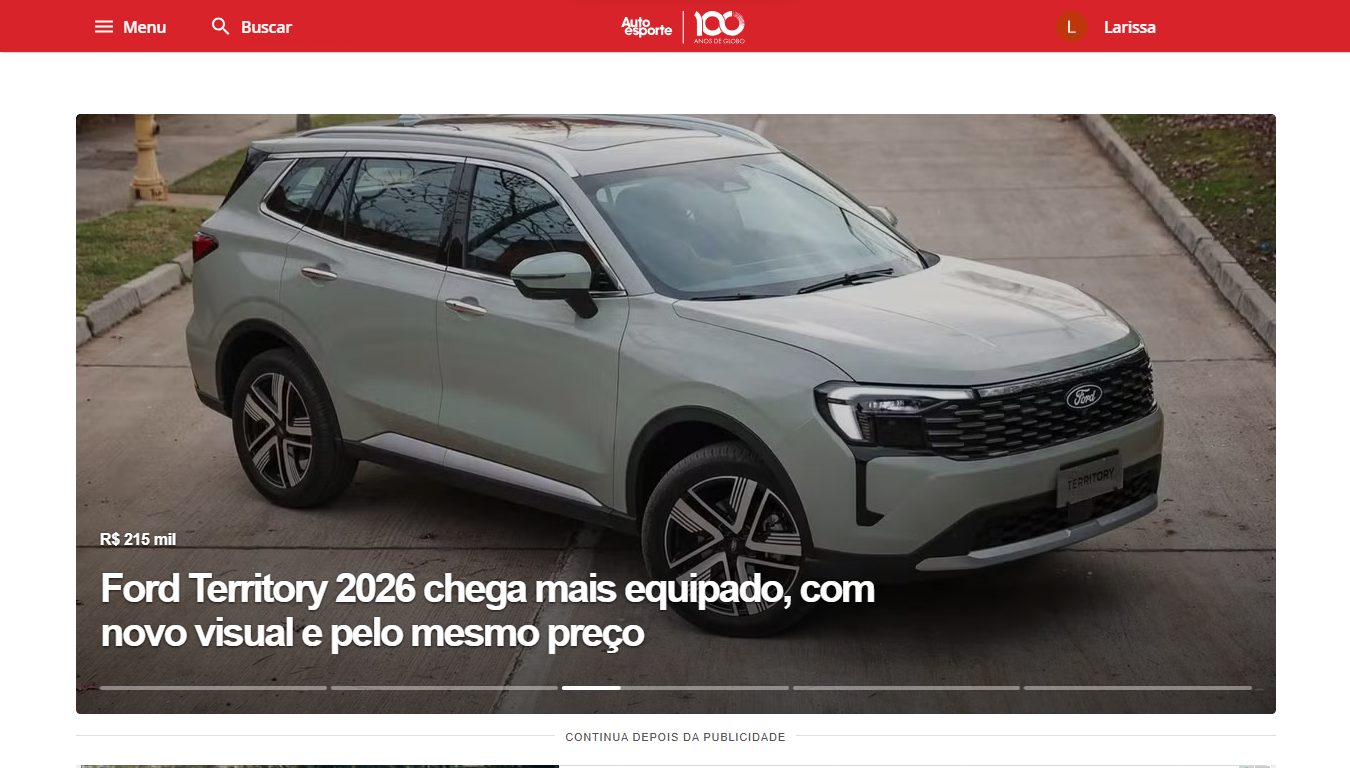 Menu
Buscar
Auto
esporte
100
ANOS DE GLOBO
L
Larissa
Ford
TERRITORY
R$ 215 mil
Ford Territory 2026 chega mais equipado, com
novo visual e pelo mesmo preço
CONTINUA DEPOIS DA PUBLICIDADE